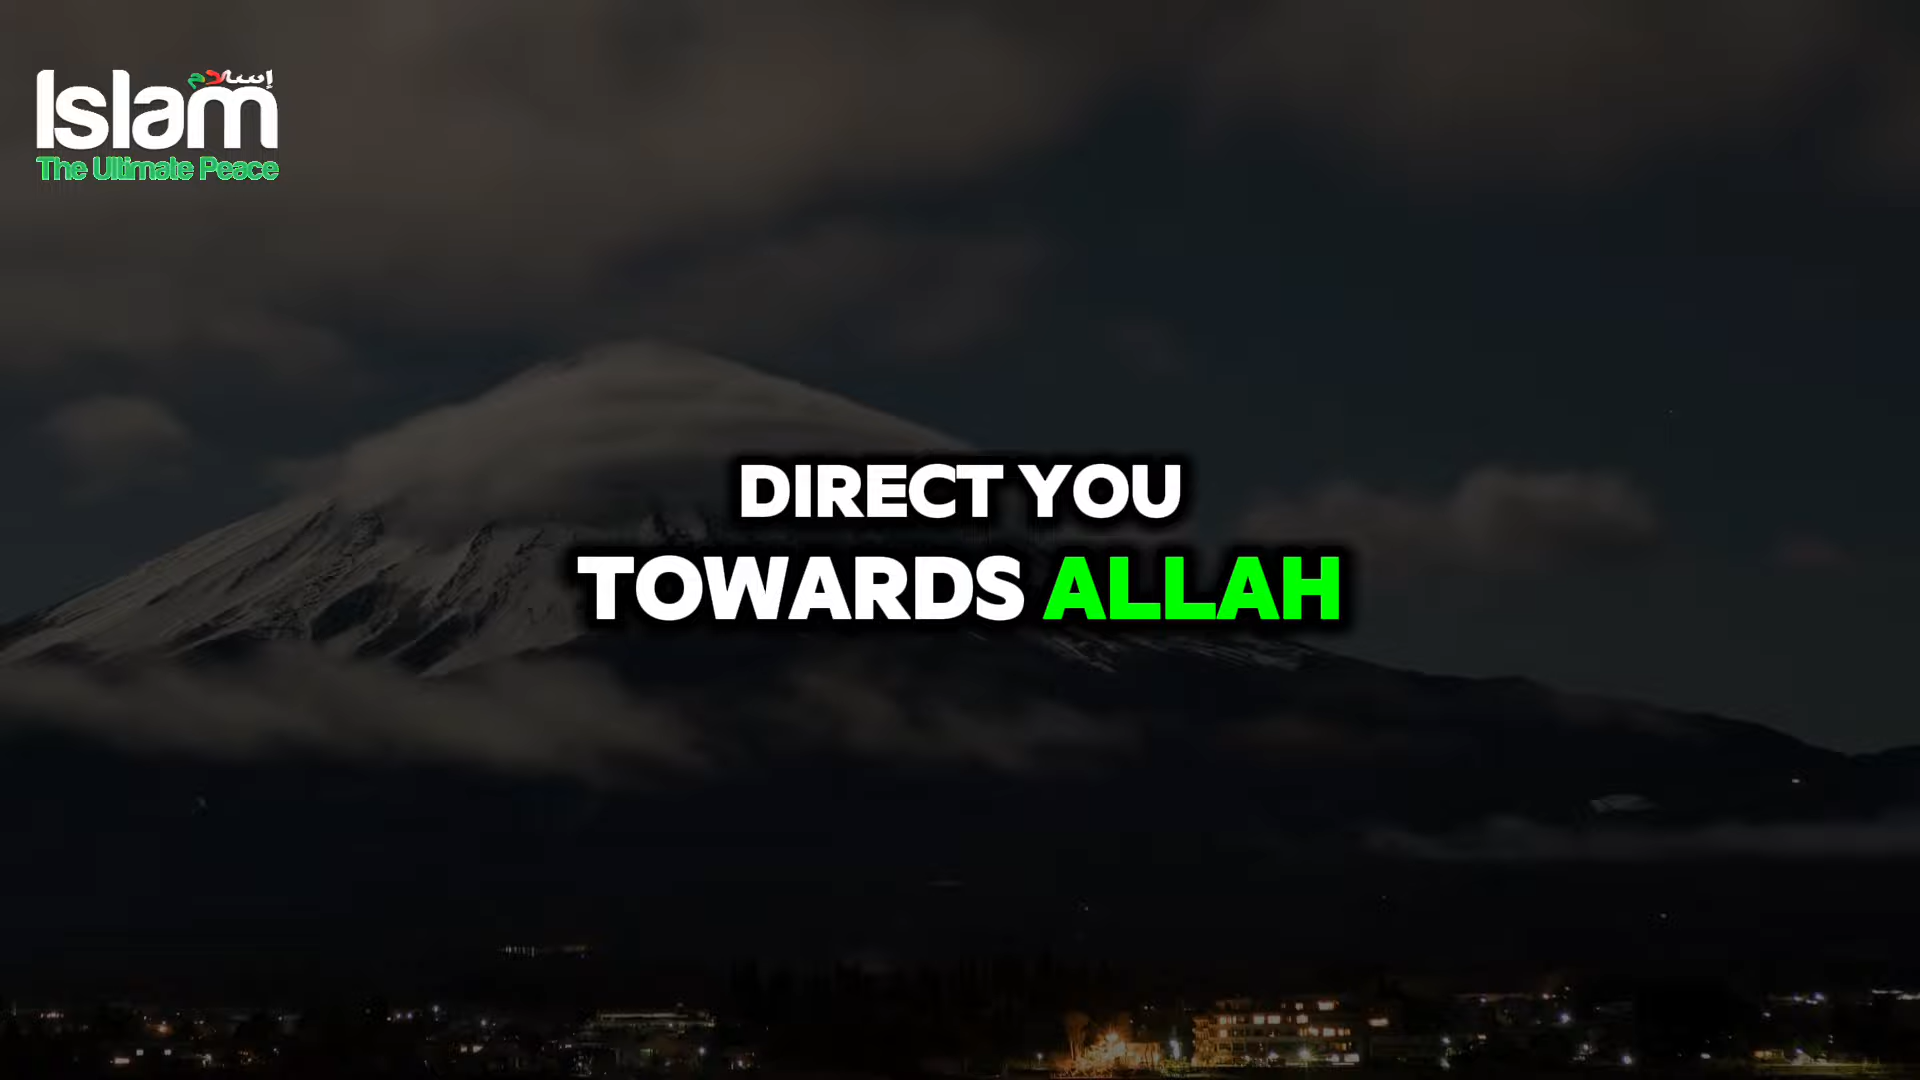 إسلام
Islam
The Ultimate Peace
DIRECT YOU
TOWARDS ALLAH